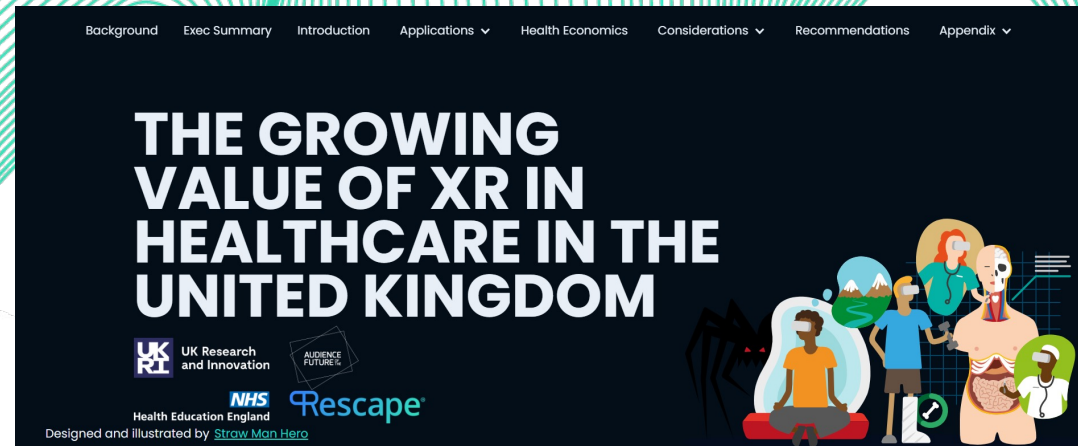 Background Exec Summary Introduction Applications Health Economics Considerations Recommendations Appendix
THE GROWING
VALUE OF XR IN
HEALTHCARE IN THE
UNITED KINGDOM
UK
RI
UK Research
and Innovation
AUDIENCE
NHS
Health Education England
Rescape
Designed and illustrated by Straw Man Hero